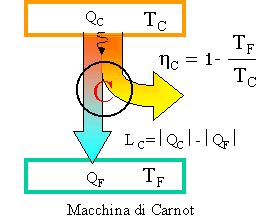 Q_C T_C
η_C = 1- T_F / T_C
C
L_C=|Q_C|-|Q_F|
Q_F T_F
Macchina di Carnot